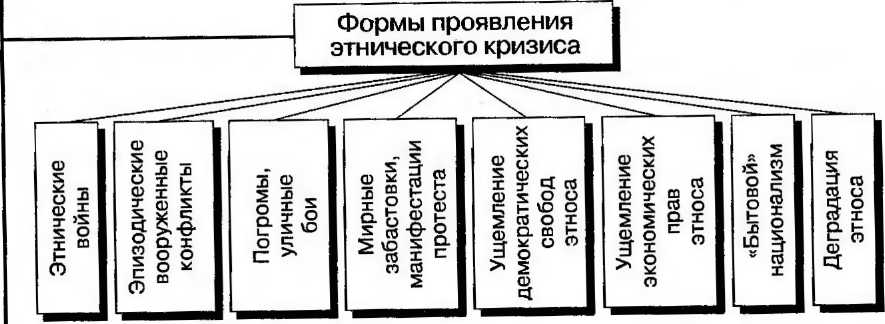 Формы проявления
этнического кризиса
Этнические
войны
Эпизодические
вооруженные
конфликты
Погромы,
уличные
бои
Мирные
забастовки,
манифестации
протеста
Ущемление
демократических
свобод
этноса
Ущемление
экономических
прав
этноса
«Бытовой»
национализм
Деградация
этноса